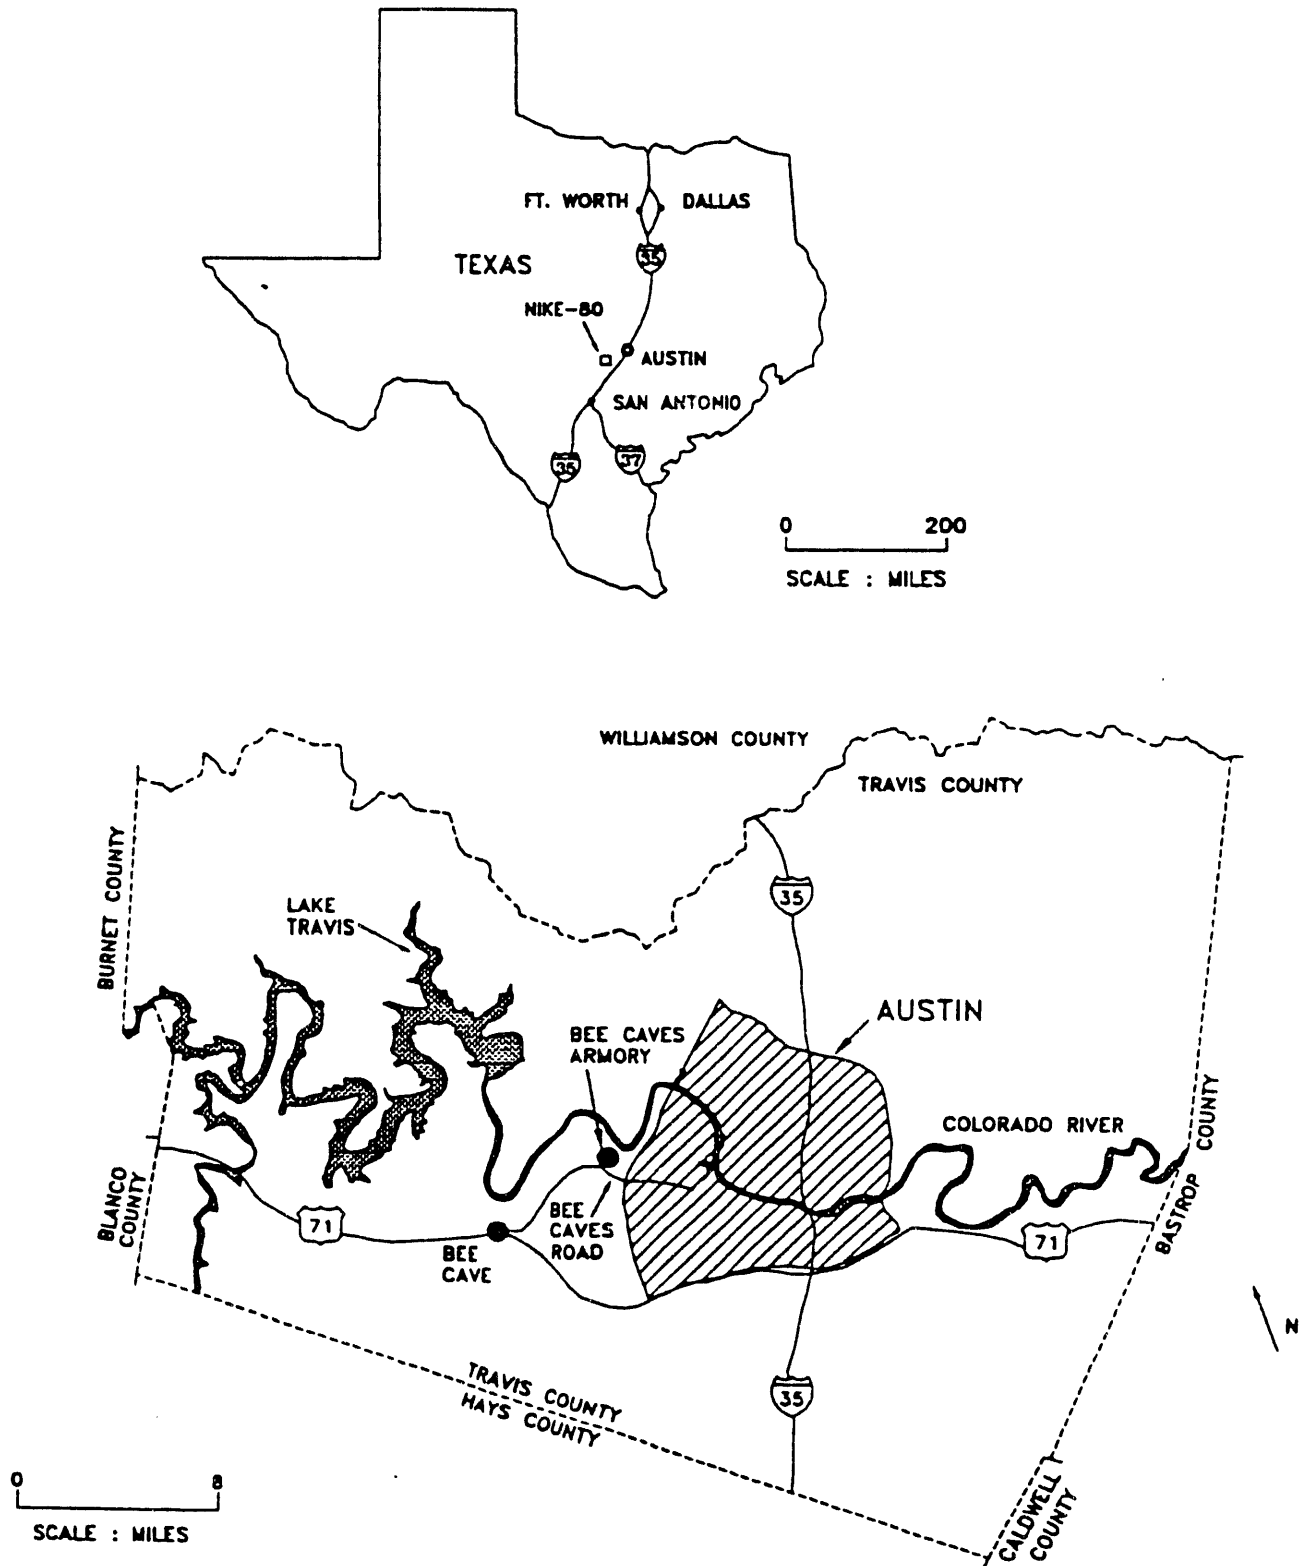 FT. WORTH
DALLAS
35
TEXAS
NIKE-80
AUSTIN
SAN ANTONIO
35
37
0 200
SCALE : MILES
WILLIAMSON COUNTY
TRAVIS COUNTY
BURNET COUNTY
35
LAKE
TRAVIS
AUSTIN
BEE CAVES
ARMORY
COLORADO RIVER
BLANCO
COUNTY
71
BEE
CAVE
BEE
CAVES
ROAD
71
BASTROP COUNTY
N
TRAVIS COUNTY
HAYS COUNTY
35
0 8
SCALE : MILES
CALDWELL
COUNTY